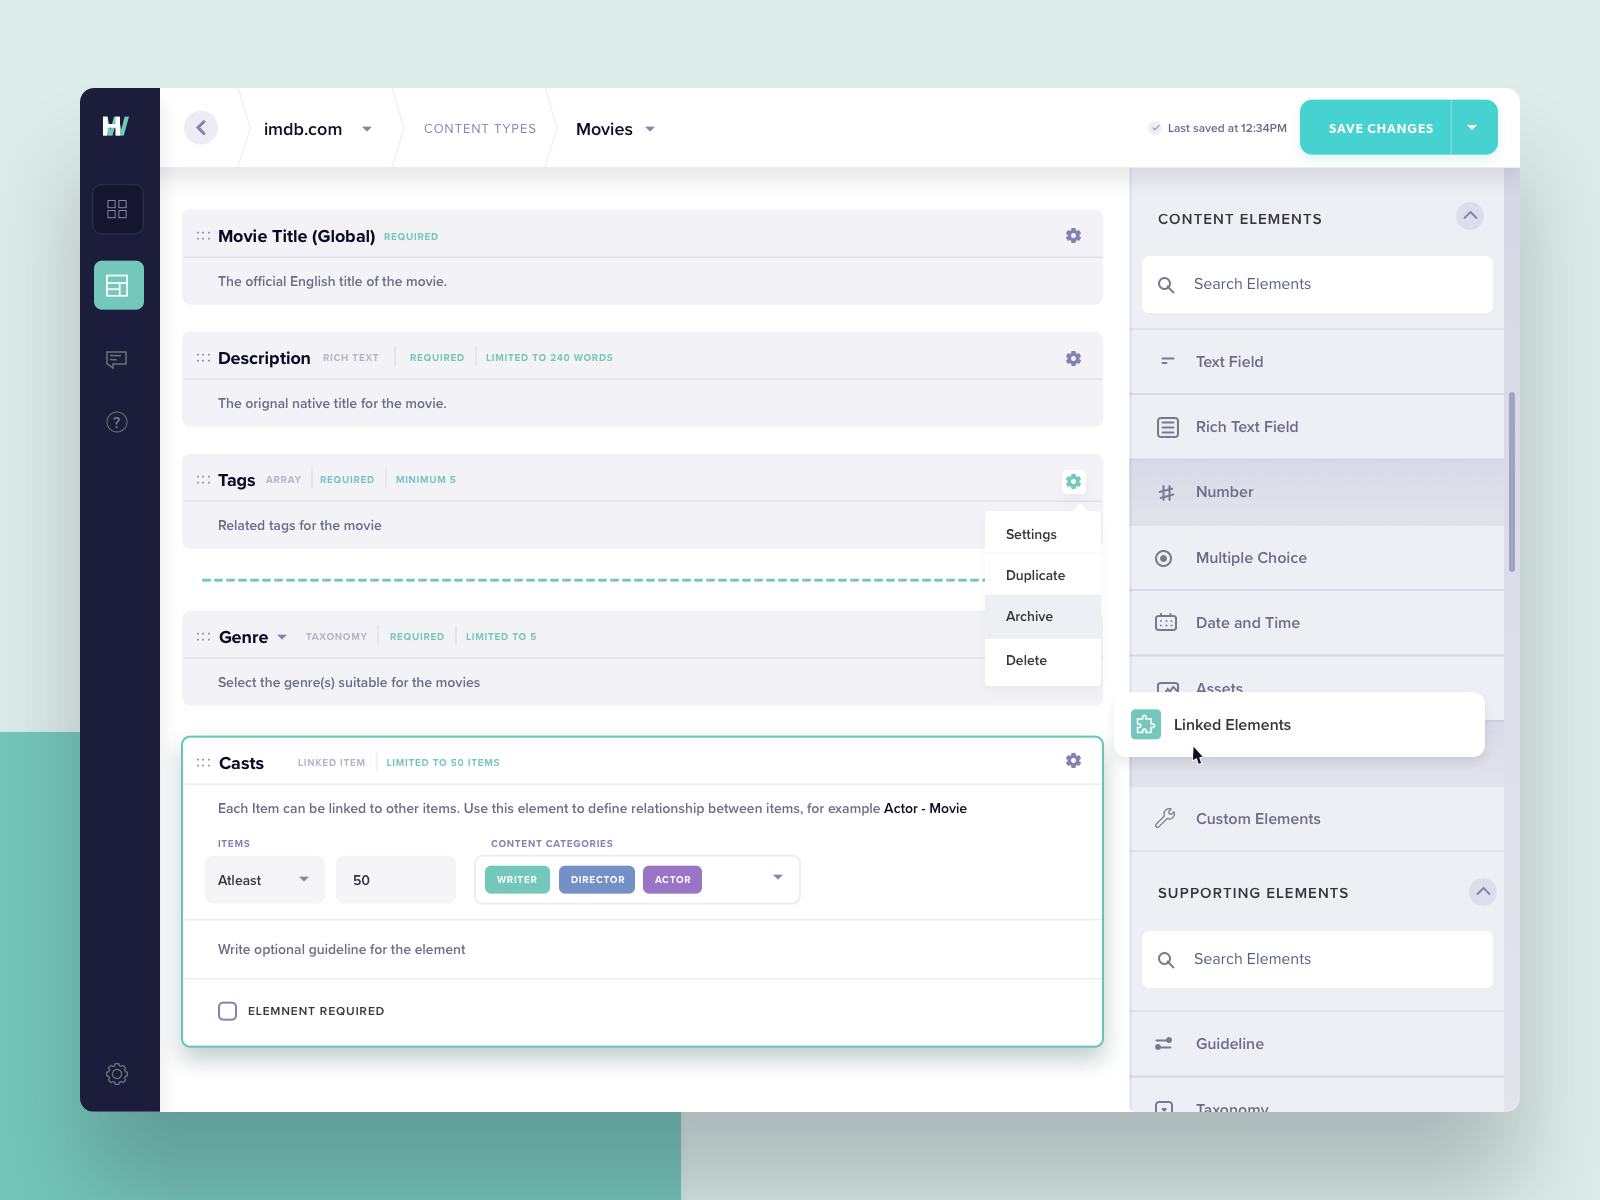 HV
imdb.com
CONTENT TYPES
Movies
Last saved at 12:34PM
SAVE CHANGES
Movie Title (Global) REQUIRED
The official English title of the movie.
Description RICH TEXT REQUIRED LIMITED TO 240 WORDS
The orignal native title for the movie.
Tags ARRAY REQUIRED MINIMUM 5
Related tags for the movie
Settings
Duplicate
Archive
Delete
Genre TAXONOMY REQUIRED LIMITED TO 5
Select the genre(s) suitable for the movies
Casts LINKED ITEM LIMITED TO 50 ITEMS
Each Item can be linked to other items. Use this element to define relationship between items, for example Actor - Movie
ITEMS
CONTENT CATEGORIES
Atleast
50
WRITER DIRECTOR ACTOR
Write optional guideline for the element
ELEMNENT REQUIRED
CONTENT ELEMENTS
Search Elements
Text Field
Rich Text Field
Number
Multiple Choice
Date and Time
Assets
Linked Elements
Custom Elements
SUPPORTING ELEMENTS
Search Elements
Guideline
Taxonomy